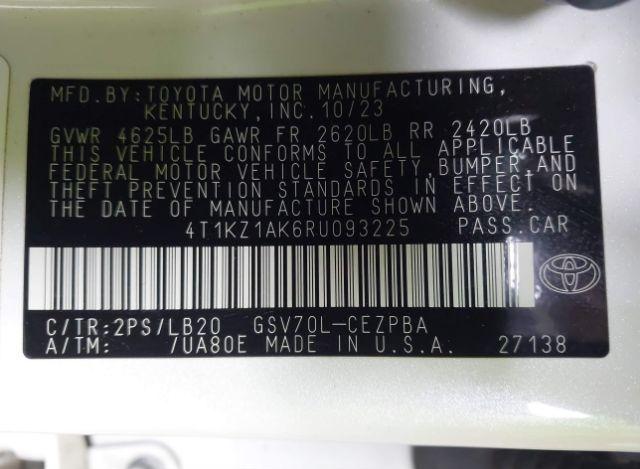 MFD.BY:TOYOTA MOTOR MANUFACTURING,
KENTUCKY,INC.10/23
GVWR 4625LB GAWR FR 2620LB RR 2420LB
THIS VEHICLE CONFORMS TO ALL APPLICABLE
FEDERAL MOTOR VEHICLE SAFETY,BUMPER,AND
THEFT PREVENTION STANDARDS IN EFFECT ON
THE DATE OF MANUFACTURE SHOWN ABOVE.
4T1KZ1AK6RU093225 PASS.CAR
C/TR:2PS/LB20 GSV70L-CEZPBA
A/TM: /UA80E MADE IN U.S.A. 27138